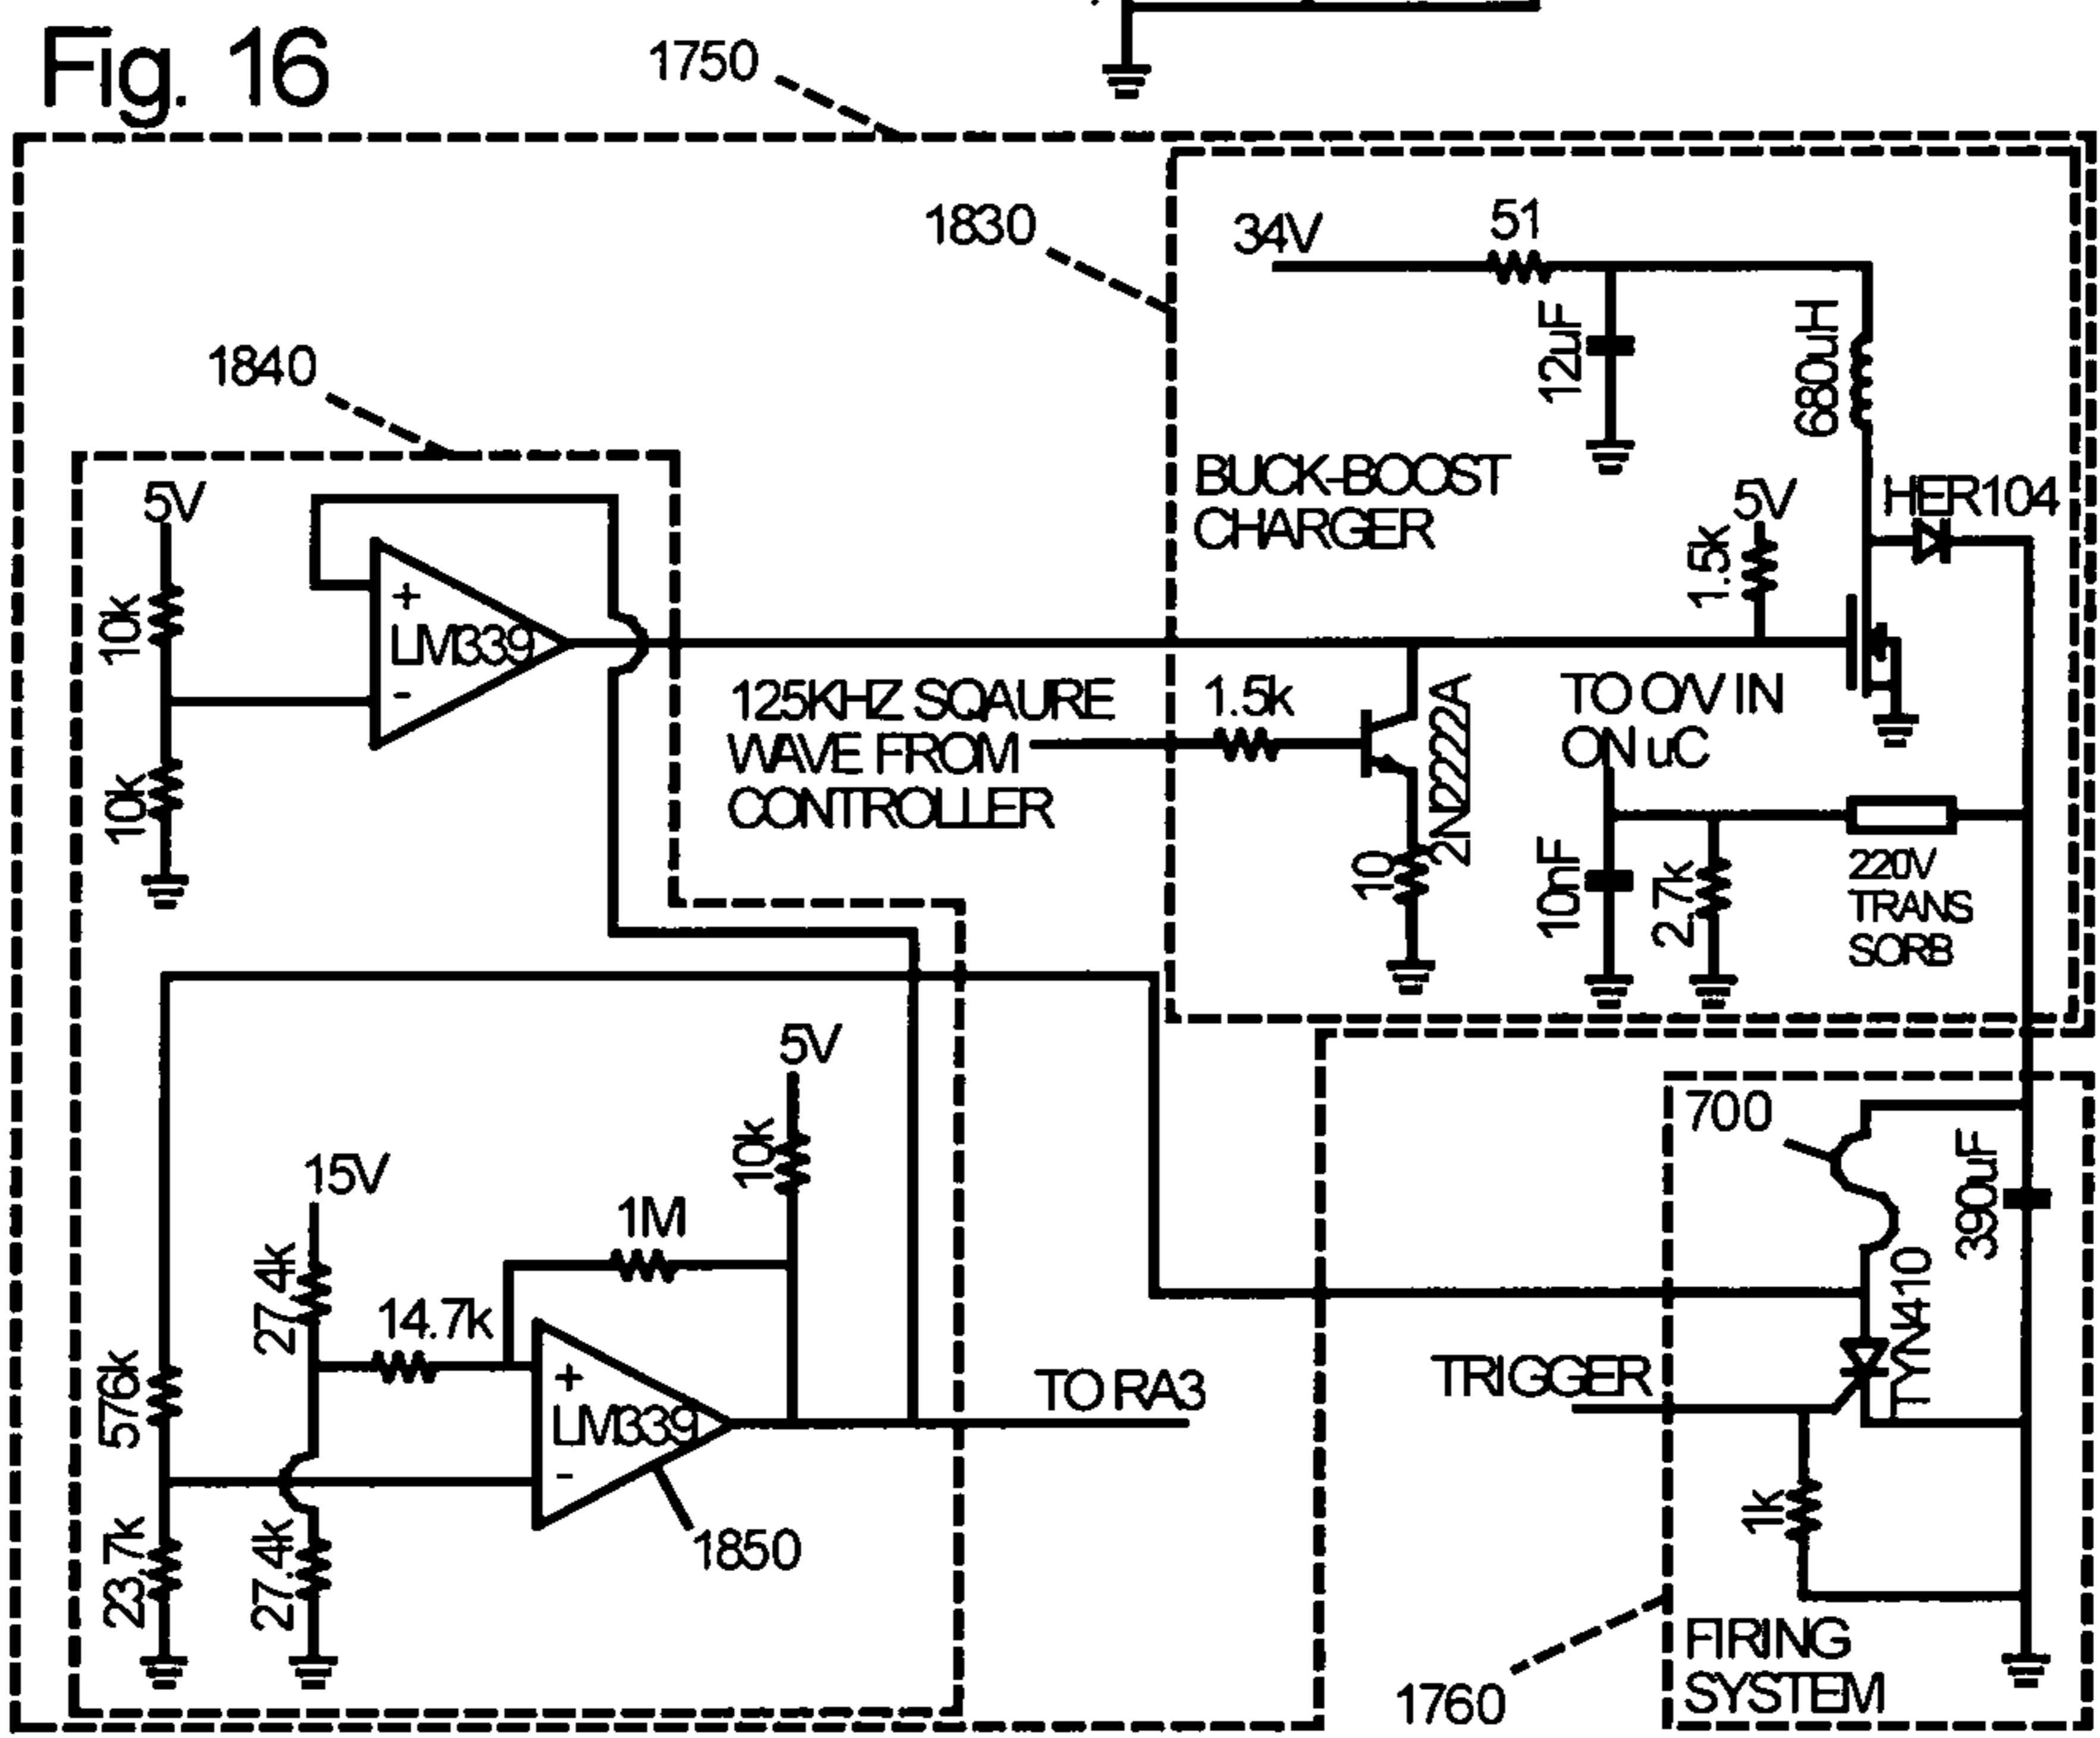 Fig. 16
1750
1830
34V
51
12uF
680uH
1840
BUCK-BOOST
CHARGER
5V
HER104
1.5k
5V
10k
+
LM339
-
10k
125KHZ SQAURE
WAVE FROM
CONTROLLER
1.5k
2N2222A
10
TO O/V IN
ON uC
10nF
2.7k
220V
TRANS
SORB
5V
10k
15V
1M
27.4k
14.7k
576k
+
LM339
-
TO RA3
23.7k
27.4k
1850
700
390uF
TYN410
TRIGGER
1k
1760
FIRING
SYSTEM